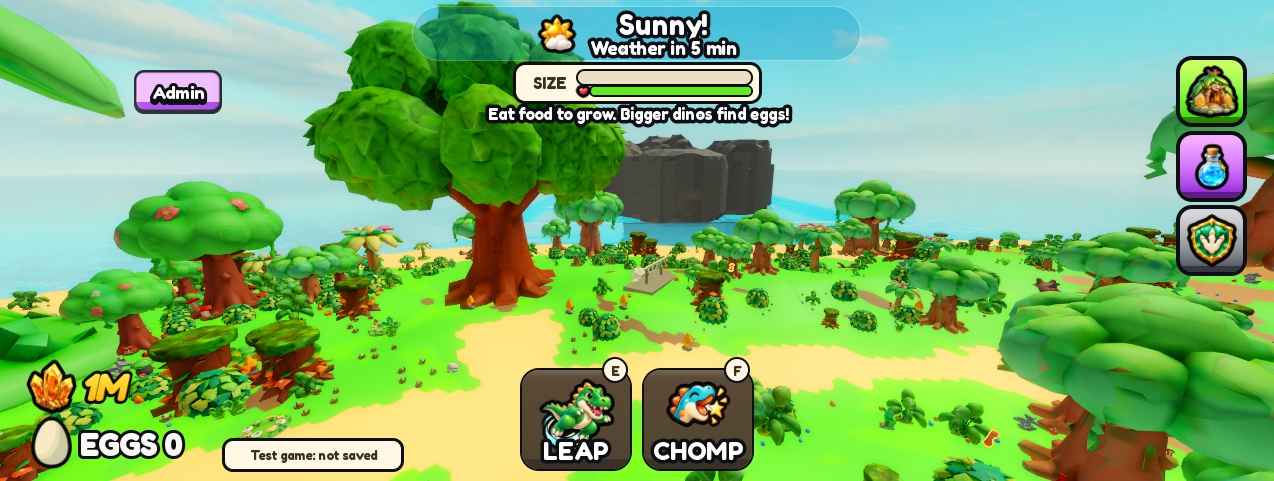 Sunny!
Weather in 5 min
Admin
SIZE
Eat food to grow. Bigger dinos find eggs!
1M
EGGS 0
Test game: not saved
E
LEAP
F
CHOMP